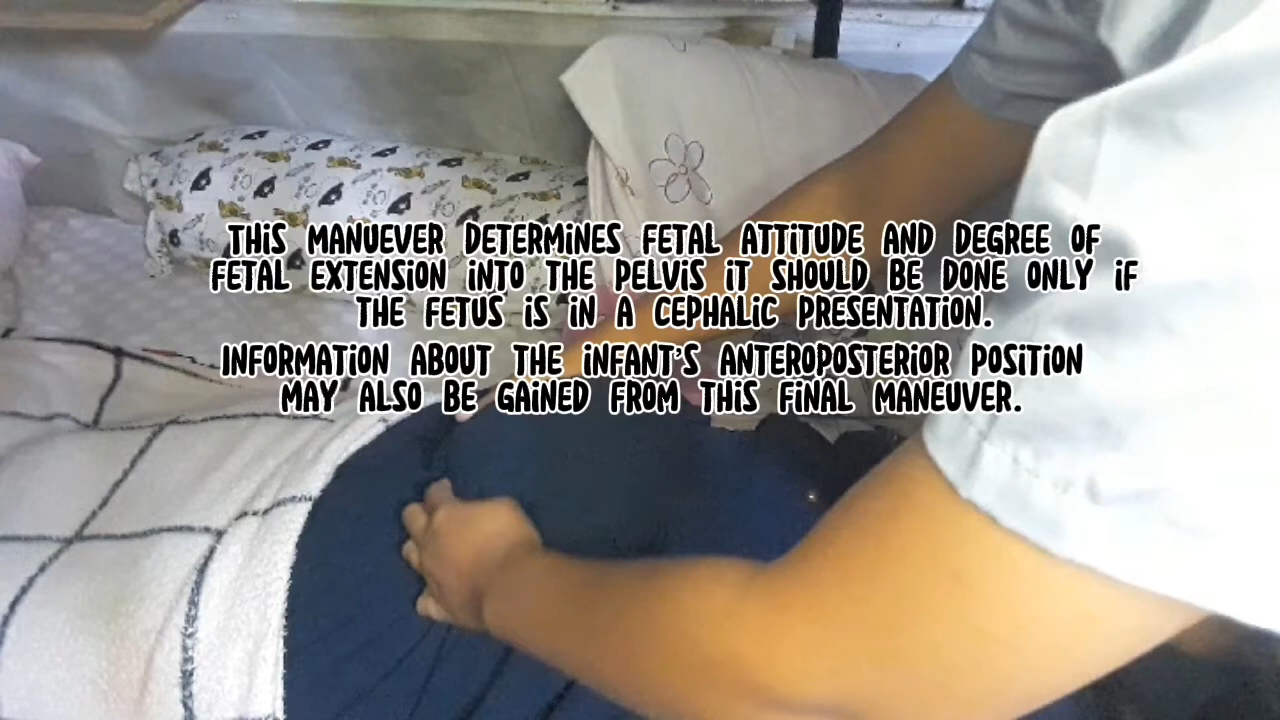 THIS MANUEVER DETERMINES FETAL ATTITUDE AND DEGREE OF
FETAL EXTENSION INTO THE PELVIS IT SHOULD BE DONE ONLY IF
THE FETUS IS IN A CEPHALIC PRESENTATION.
INFORMATION ABOUT THE INFANT'S ANTEROPOSTERIOR POSITION
MAY ALSO BE GAINED FROM THIS FINAL MANEUVER.